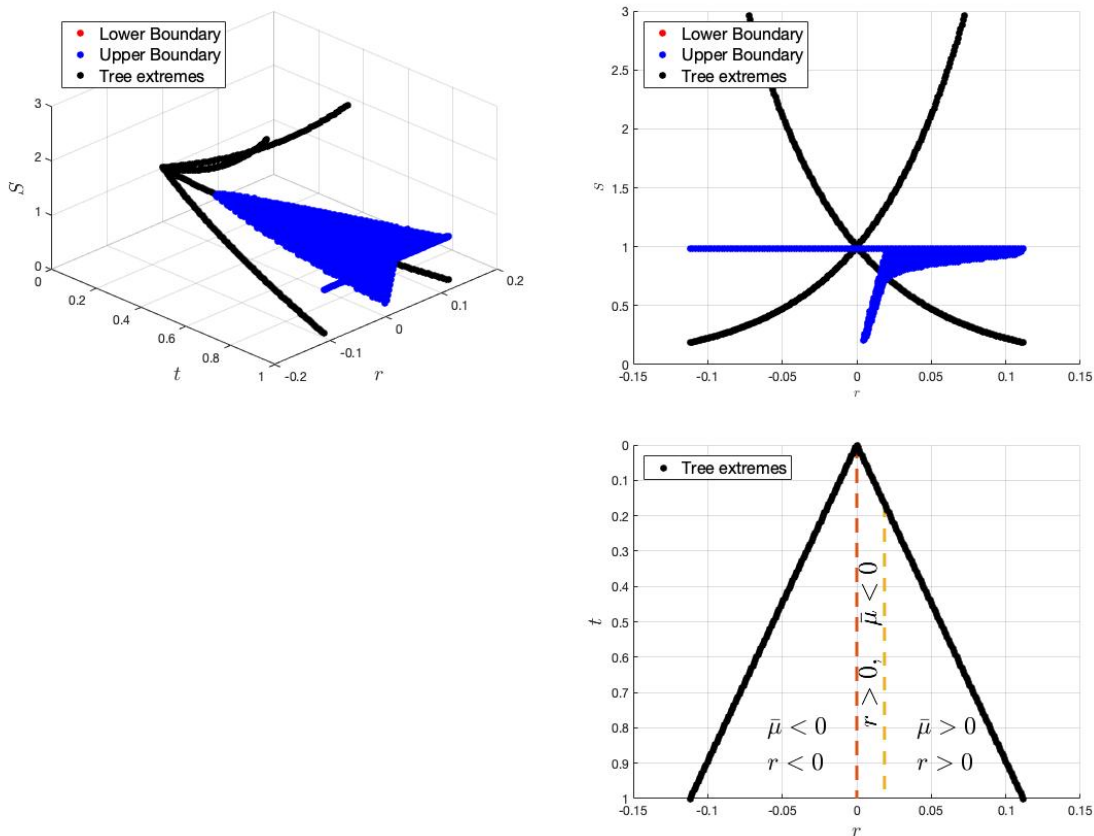 Lower Boundary
Upper Boundary
Tree extremes
3
2
1
0
S
0
0.2
0.4
0.6
0.8
1
t
-0.2
-0.1
0
0.1
0.2
r
Lower Boundary
Upper Boundary
Tree extremes
3
2.5
2
1.5
1
0.5
0
S
-0.15
-0.1
-0.05
0
0.05
0.1
0.15
r
Tree extremes
0
0.1
0.2
0.3
0.4
0.5
0.6
0.7
0.8
0.9
1
t
r > 0, μ̄ < 0
μ̄ < 0
r < 0
μ̄ > 0
r > 0
-0.15
-0.1
-0.05
0
0.05
0.1
0.15
r